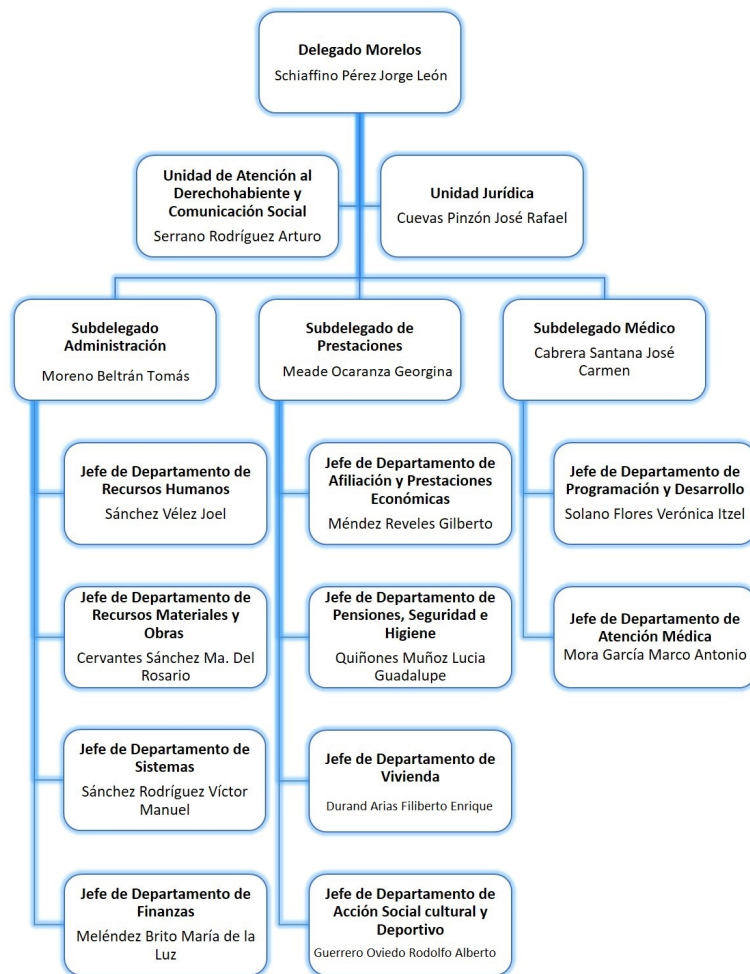 Delegado Morelos
Schiaffino Pérez Jorge León
Unidad de Atención al
Derechohabiente y
Comunicación Social
Serrano Rodríguez Arturo
Unidad Jurídica
Cuevas Pinzón José Rafael
Subdelegado
Administración
Moreno Beltrán Tomás
Subdelegado de
Prestaciones
Meade Ocaranza Georgina
Subdelegado Médico
Cabrera Santana José
Carmen
Jefe de Departamento de
Recursos Humanos
Sánchez Vélez Joel
Jefe de Departamento de
Afiliación y Prestaciones
Económicas
Méndez Reveles Gilberto
Jefe de Departamento de
Programación y Desarrollo
Solano Flores Verónica Itzel
Jefe de Departamento de
Recursos Materiales y
Obras
Cervantes Sánchez Ma. Del
Rosario
Jefe de Departamento de
Pensiones, Seguridad e
Higiene
Quiñones Muñoz Lucia
Guadalupe
Jefe de Departamento de
Atención Médica
Mora García Marco Antonio
Jefe de Departamento de
Sistemas
Sánchez Rodríguez Víctor
Manuel
Jefe de Departamento de
Vivienda
Durand Arias Filiberto Enrique
Jefe de Departamento de
Finanzas
Meléndez Brito María de la
Luz
Jefe de Departamento de
Acción Social cultural y
Deportivo
Guerrero Oviedo Rodolfo Alberto